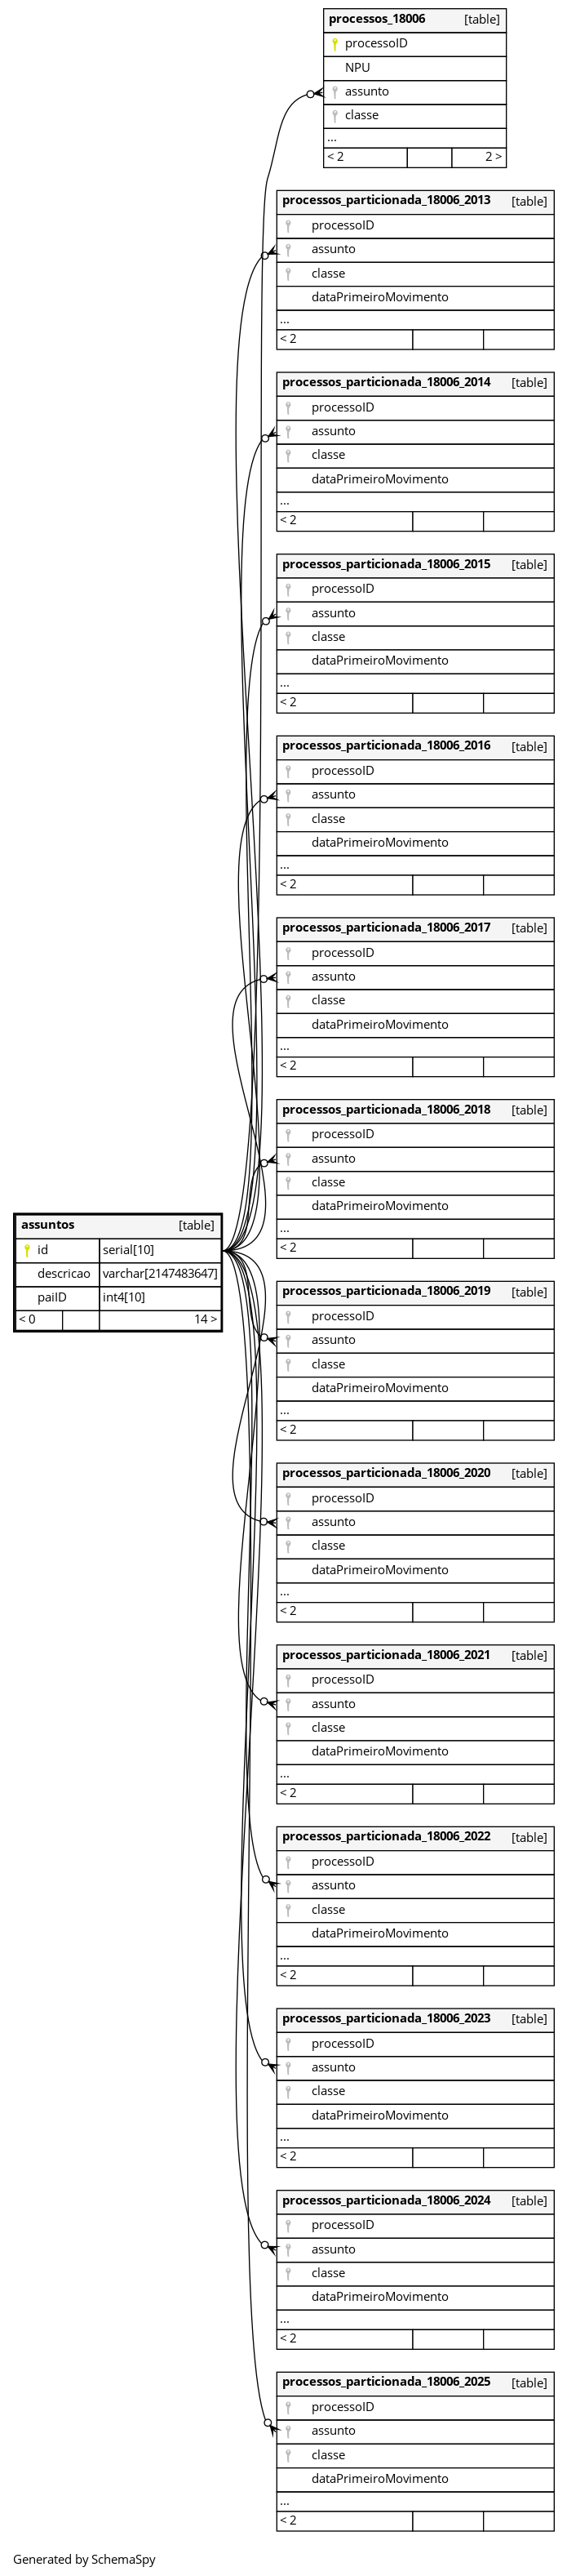 processos_18006 [table]
processoID
NPU
assunto
classe
...
< 2 2 >
processos_particionada_18006_2013 [table]
processoID
assunto
classe
dataPrimeiroMovimento
...
< 2
processos_particionada_18006_2014 [table]
processoID
assunto
classe
dataPrimeiroMovimento
...
< 2
processos_particionada_18006_2015 [table]
processoID
assunto
classe
dataPrimeiroMovimento
...
< 2
processos_particionada_18006_2016 [table]
processoID
assunto
classe
dataPrimeiroMovimento
...
< 2
processos_particionada_18006_2017 [table]
processoID
assunto
classe
dataPrimeiroMovimento
...
< 2
processos_particionada_18006_2018 [table]
processoID
assunto
classe
dataPrimeiroMovimento
...
< 2
assuntos [table]
id serial[10]
descricao varchar[2147483647]
paiID int4[10]
< 0 14 >
processos_particionada_18006_2019 [table]
processoID
assunto
classe
dataPrimeiroMovimento
...
< 2
processos_particionada_18006_2020 [table]
processoID
assunto
classe
dataPrimeiroMovimento
...
< 2
processos_particionada_18006_2021 [table]
processoID
assunto
classe
dataPrimeiroMovimento
...
< 2
processos_particionada_18006_2022 [table]
processoID
assunto
classe
dataPrimeiroMovimento
...
< 2
processos_particionada_18006_2023 [table]
processoID
assunto
classe
dataPrimeiroMovimento
...
< 2
processos_particionada_18006_2024 [table]
processoID
assunto
classe
dataPrimeiroMovimento
...
< 2
processos_particionada_18006_2025 [table]
processoID
assunto
classe
dataPrimeiroMovimento
...
< 2
Generated by SchemaSpy